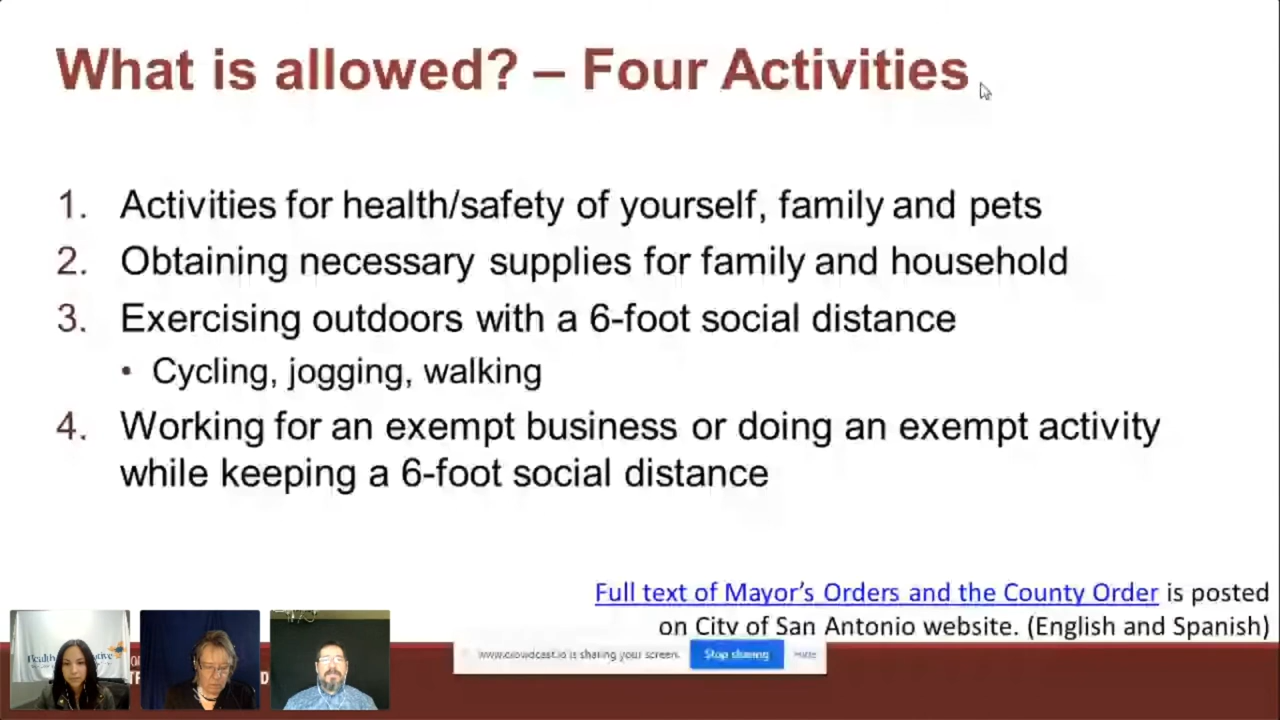 What is allowed? – Four Activities
1. Activities for health/safety of yourself, family and pets
2. Obtaining necessary supplies for family and household
3. Exercising outdoors with a 6-foot social distance
• Cycling, jogging, walking
4. Working for an exempt business or doing an exempt activity
while keeping a 6-foot social distance
Full text of Mayor's Orders and the County Order is posted
on City of San Antonio website. (English and Spanish)
www.crowdcast.io is sharing your screen. Stop sharing Hide